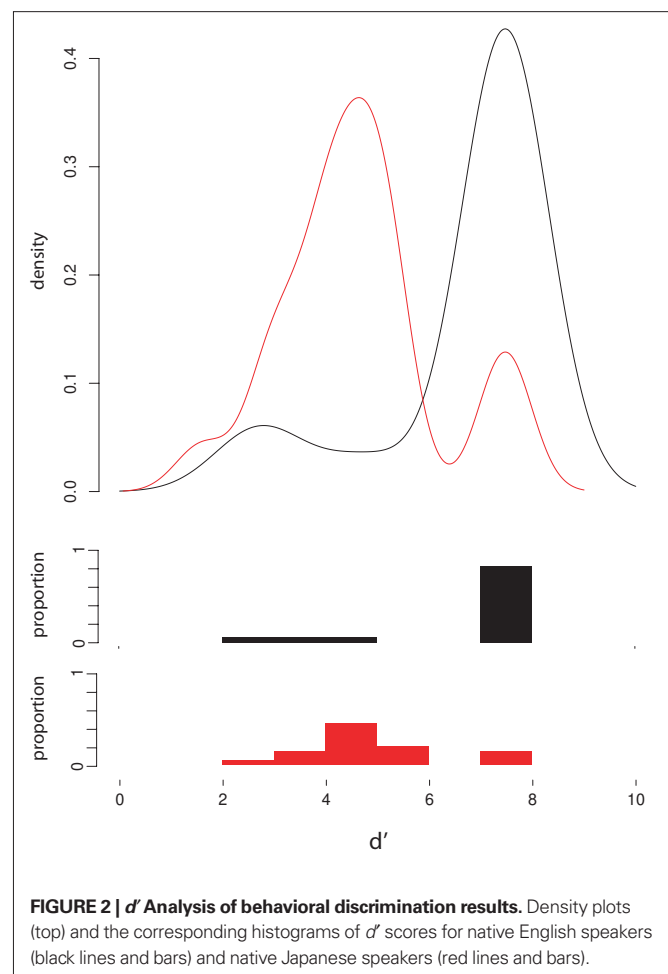 0.4
0.3
density
0.2
0.1
0.0
proportion
1
0
proportion
1
0
0 2 4 6 8 10
d′
FIGURE 2 | d′ Analysis of behavioral discrimination results. Density plots
(top) and the corresponding histograms of d′ scores for native English speakers
(black lines and bars) and native Japanese speakers (red lines and bars).